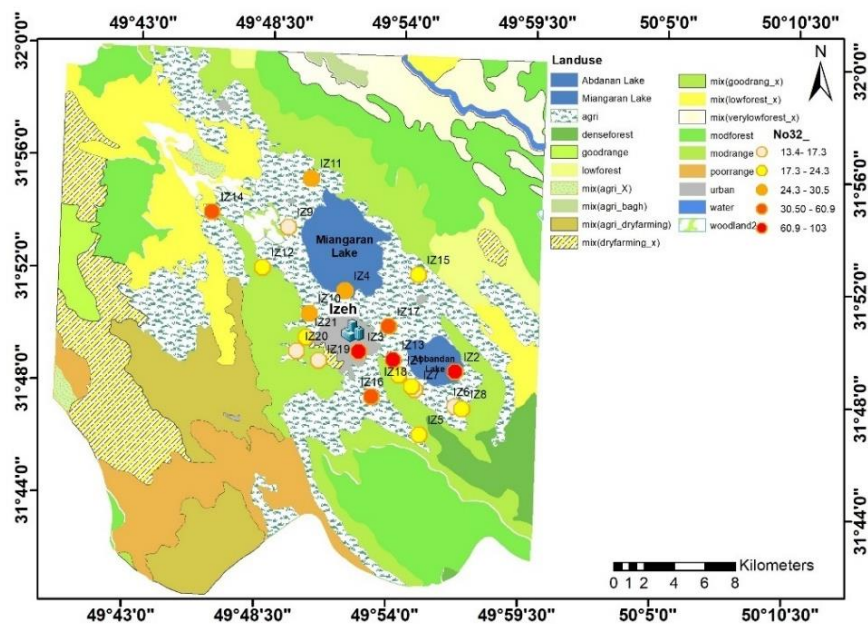 49°43'0"E 49°48'30"E 49°54'0"E 49°59'30"E 50°5'0"E 50°10'30"E
32°0'0"
31°56'0"
31°52'0"
31°48'0"
31°44'0"
N
Landuse
Abdanan Lake
Miangaran Lake
agri
denseforest
goodrange
lowforest
mix(agri_X)
mix(agri_bagh)
mix(agri_dryfarming)
mix(dryfarming_x)
mix(goodrang_x)
mix(lowforest_x)
mix(verylowforest_x)
modforest
modrange
poorrange
urban
water
woodland2
No32_
13.4- 17.3
17.3 - 24.3
24.3 - 30.5
30.50 - 60.9
60.9 - 103
IZ11
IZ14
IZ9
Miangaran
Lake
IZ12
IZ15
IZ4
IZ10
Izeh
IZ17
IZ21
IZ3
IZ20
IZ19
IZ13
Lake
IZ2
IZ18
IZ7
IZ16
IZ6
IZ8
IZ5
32°0'0"
31°56'0"
31°52'0"
31°48'0"
31°44'0"
Kilometers
0 1 2 4 6 8
49°43'0" 49°48'30" 49°54'0" 49°59'30" 50°5'0" 50°10'30"